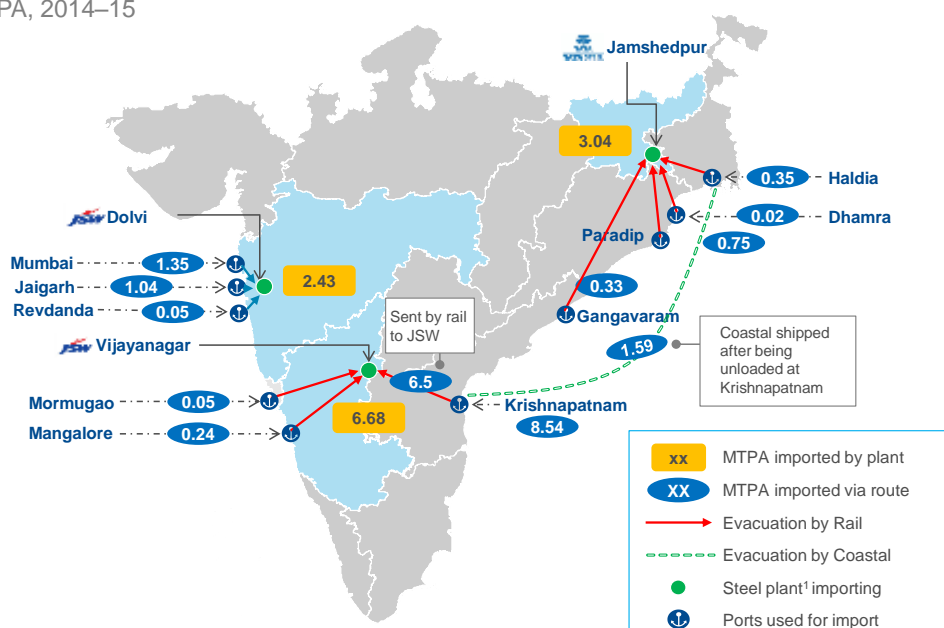 PA, 2014–15
Jamshedpur
3.04
0.35
Haldia
JSW Dolvi
0.02
Dhamra
Paradip
0.75
Mumbai
1.35
2.43
Jaigarh
1.04
0.33
Revdanda
0.05
Gangavaram
Sent by rail
to JSW
JSW Vijayanagar
1.59
Coastal shipped
after being
unloaded at
Krishnapatnam
6.5
Mormugao
0.05
Krishnapatnam
6.68
8.54
Mangalore
0.24
xx MTPA imported by plant
XX MTPA imported via route
Evacuation by Rail
Evacuation by Coastal
Steel plant¹ importing
Ports used for import